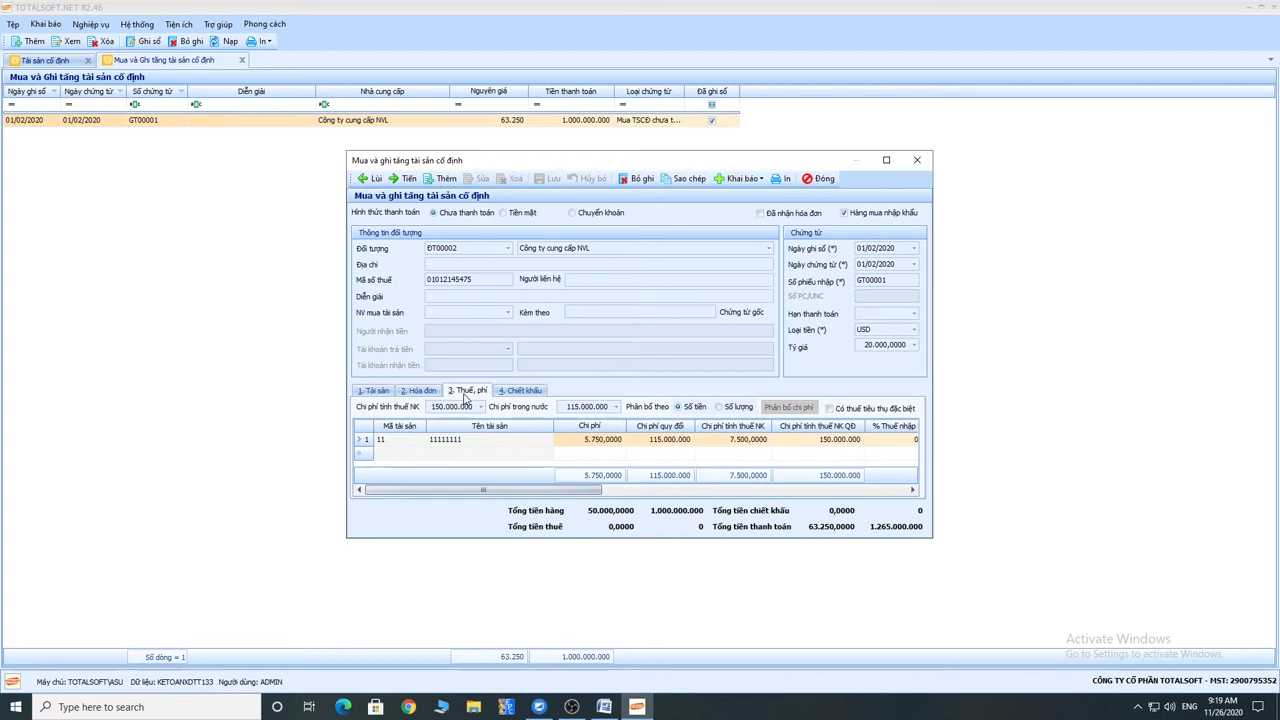 TOTALSOFT.NET R2.46
Tệp Khai báo Nghiệp vụ Hệ thống Tiện ích Trợ giúp Phong cách
Thêm Xem Xóa Ghi sổ Bỏ ghi Nạp In
Tài sản cố định Mua và Ghi tăng tài sản cố định
Mua và Ghi tăng tài sản cố định
Ngày ghi sổ Ngày chứng từ Số chứng từ Diễn giải Nhà cung cấp Nguyên giá Tiền thanh toán Loại chứng từ Đã ghi sổ
01/02/2020 01/02/2020 GT00001 Công ty cung cấp NVL 63.250 1.000.000.000 Mua TSCĐ chưa t...
Mua và ghi tăng tài sản cố định
Lùi Tiến Thêm Sửa Xoá Lưu Hủy bỏ Bỏ ghi Sao chép Khai báo In Đóng
Mua và ghi tăng tài sản cố định
Hình thức thanh toán Chưa thanh toán Tiền mặt Chuyển khoản Đã nhận hóa đơn Hàng mua nhập khẩu
Thông tin đối tượng Chứng từ
Đối tượng ĐT00002 Công ty cung cấp NVL Ngày ghi sổ (*) 01/02/2020
Địa chỉ Ngày chứng từ (*) 01/02/2020
Mã số thuế 01012145475 Người liên hệ Số phiếu nhập (*) GT00001
Diễn giải Số PC/UNC
NV mua tài sản Kèm theo Chứng từ gốc Hạn thanh toán
Người nhận tiền Loại tiền (*) USD
Tài khoản trả tiền Tỷ giá 20.000,0000
Tài khoản nhận tiền
1. Tài sản 2. Hóa đơn 3. Thuế, phí 4. Chiết khấu
Chi phí tính thuế NK 150.000.000 Chi phí trong nước 115.000.000 Phân bổ theo Số tiền Số lượng Phân bổ chi phí Có thuế tiêu thụ đặc biệt
Mã tài sản Tên tài sản Chi phí Chi phí quy đổi Chi phí tính thuế NK Chi phí tính thuế NK QĐ % Thuế nhập
1 11 11111111 5.750,0000 115.000.000 7.500,0000 150.000.000 0
5.750,0000 115.000.000 7.500,0000 150.000.000
Tổng tiền hàng 50.000,0000 1.000.000.000 Tổng tiền chiết khấu 0,0000 0
Tổng tiền thuế 0,0000 0 Tổng tiền thanh toán 63.250,0000 1.265.000.000
Activate Windows
Go to Settings to activate Windows.
Số dòng = 1 63.250 1.000.000.000
Máy chủ: TOTALSOFT\ASU Dữ liệu: KETOANXDTT133 Người dùng: ADMIN CÔNG TY CỔ PHẦN TOTALSOFT - MST: 2900795352
Type here to search ENG 9:19 AM
11/26/2020